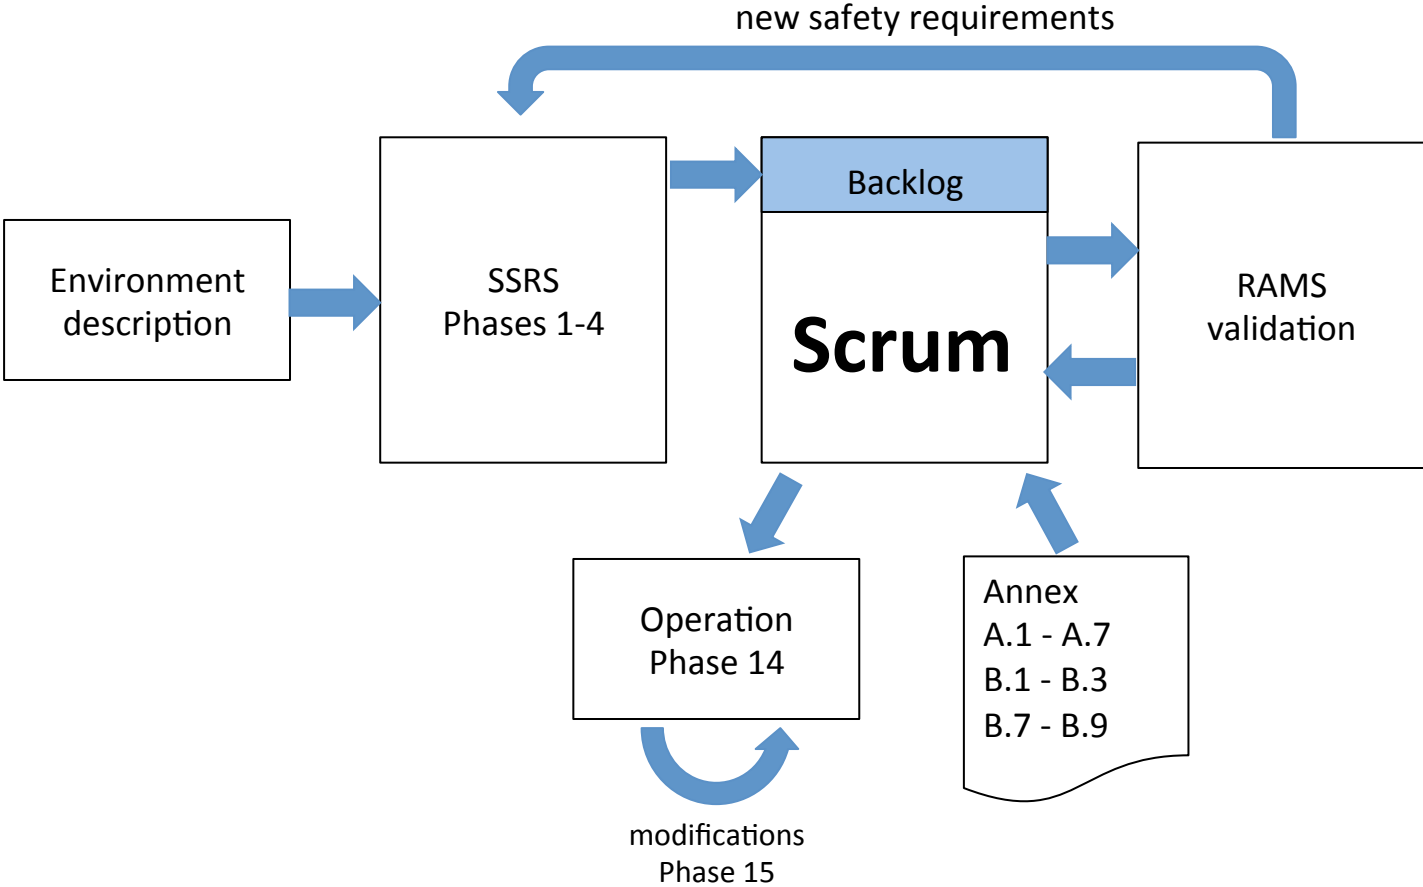 new safety requirements
Environment
description
SSRS
Phases 1-4
Backlog
Scrum
RAMS
validation
Operation
Phase 14
modifications
Phase 15
Annex
A.1 - A.7
B.1 - B.3
B.7 - B.9